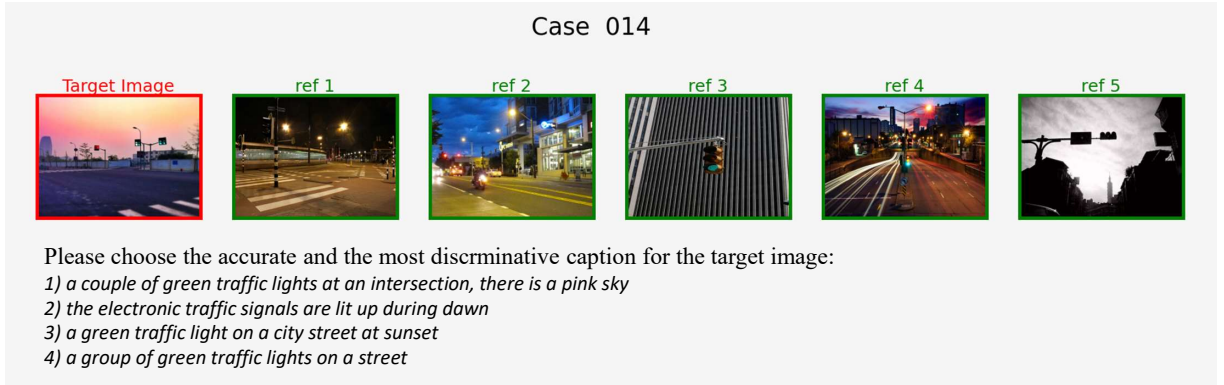 Case 014
Target Image ref 1 ref 2 ref 3 ref 4 ref 5
Please choose the accurate and the most discrminative caption for the target image:
1) a couple of green traffic lights at an intersection, there is a pink sky
2) the electronic traffic signals are lit up during dawn
3) a green traffic light on a city street at sunset
4) a group of green traffic lights on a street